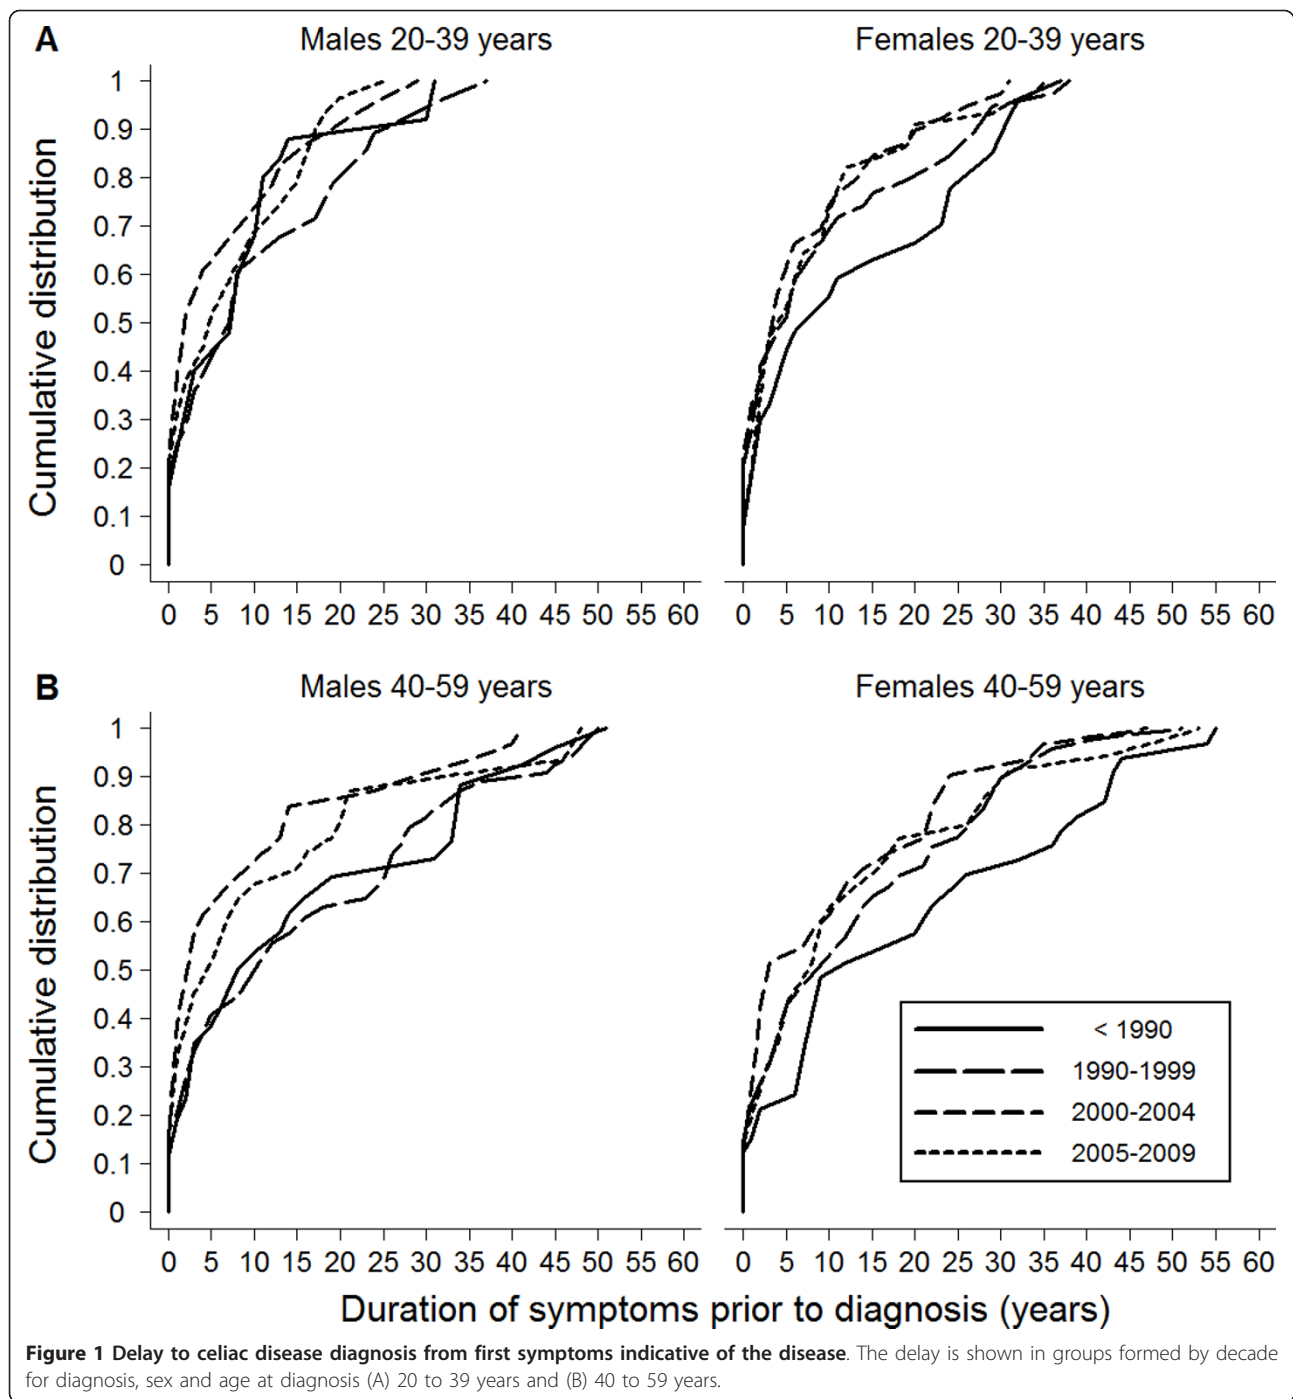 A
Males 20-39 years
Females 20-39 years
Cumulative distribution
1
0.9
0.8
0.7
0.6
0.5
0.4
0.3
0.2
0.1
0
0 5 10 15 20 25 30 35 40 45 50 55 60
0 5 10 15 20 25 30 35 40 45 50 55 60
B
Males 40-59 years
Females 40-59 years
Cumulative distribution
1
0.9
0.8
0.7
0.6
0.5
0.4
0.3
0.2
0.1
0
< 1990
1990-1999
2000-2004
2005-2009
0 5 10 15 20 25 30 35 40 45 50 55 60
0 5 10 15 20 25 30 35 40 45 50 55 60
Duration of symptoms prior to diagnosis (years)
Figure 1 Delay to celiac disease diagnosis from first symptoms indicative of the disease. The delay is shown in groups formed by decade
for diagnosis, sex and age at diagnosis (A) 20 to 39 years and (B) 40 to 59 years.